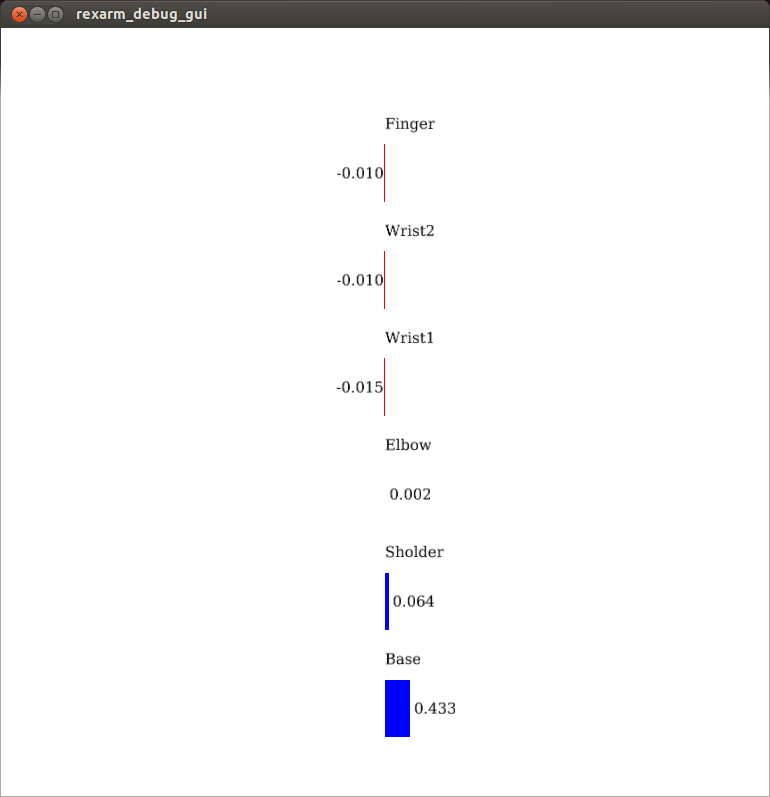 rexarm_debug_gui
Finger
-0.010
Wrist2
-0.010
Wrist1
-0.015
Elbow
0.002
Sholder
0.064
Base
0.433